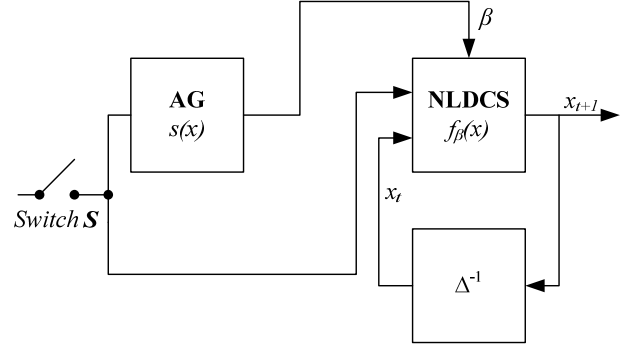 β
AG
s(x)
NLDCS
fβ(x)
xt+1
xt
Switch S
Δ-1